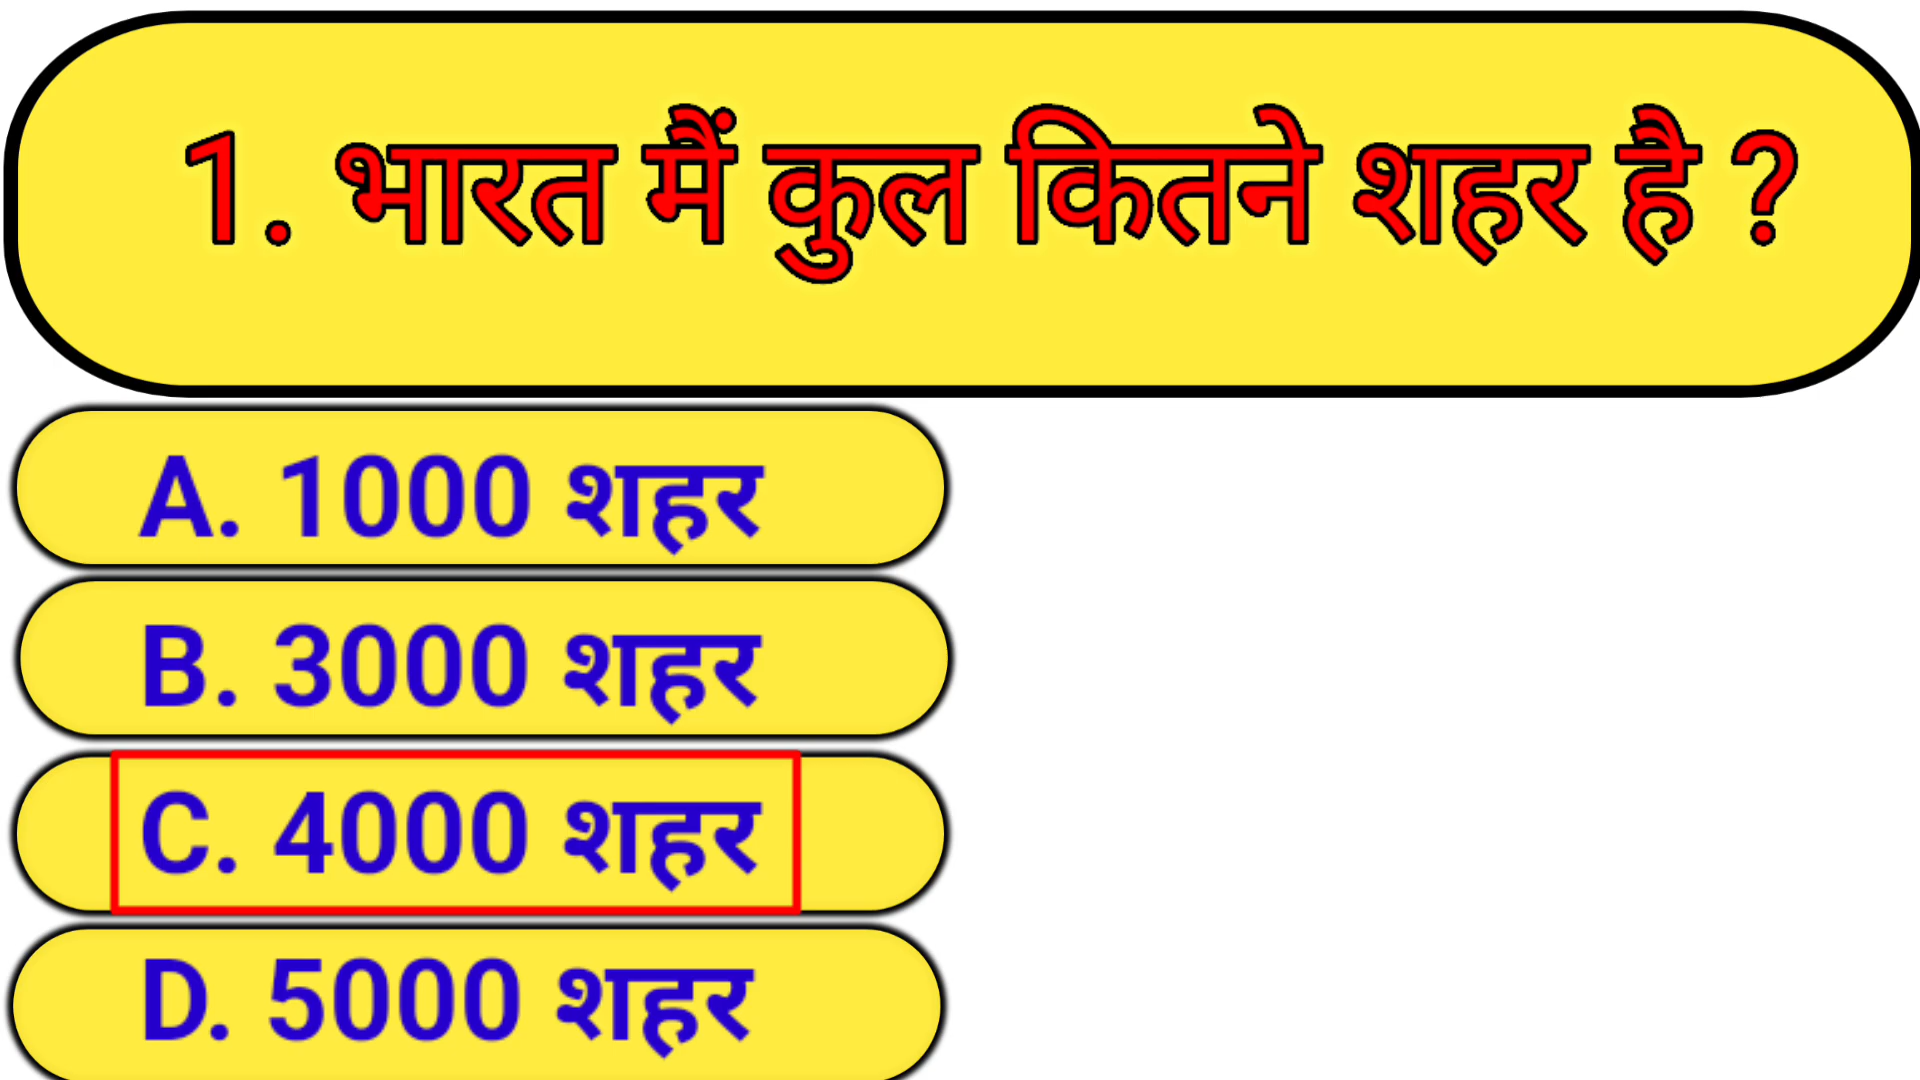 1. भारत मैं कुल कितने शहर है ?
A. 1000 शहर
B. 3000 शहर
C. 4000 शहर
D. 5000 शहर